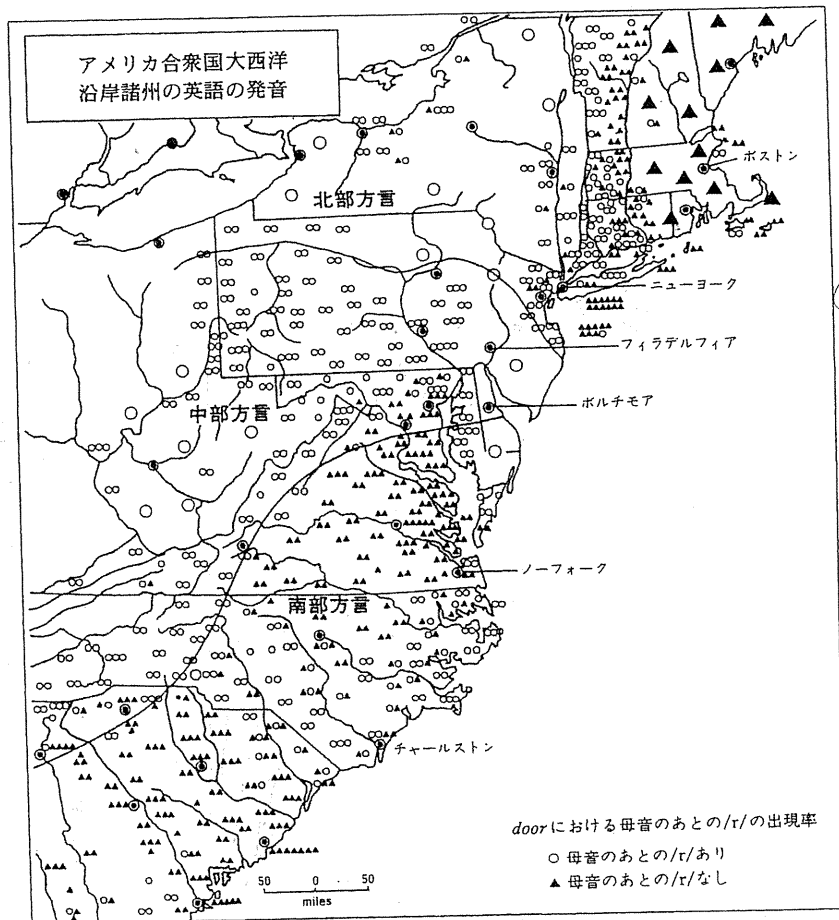 アメリカ合衆国大西洋
沿岸諸州の英語の発音
ボストン
北部方言
ニューヨーク
フィラデルフィア
ボルチモア
中部方言
ノーフォーク
南部方言
チャールストン
doorにおける母音のあとの/r/の出現率
○ 母音のあとの/r/あり
▲ 母音のあとの/r/なし
50 0 50
miles